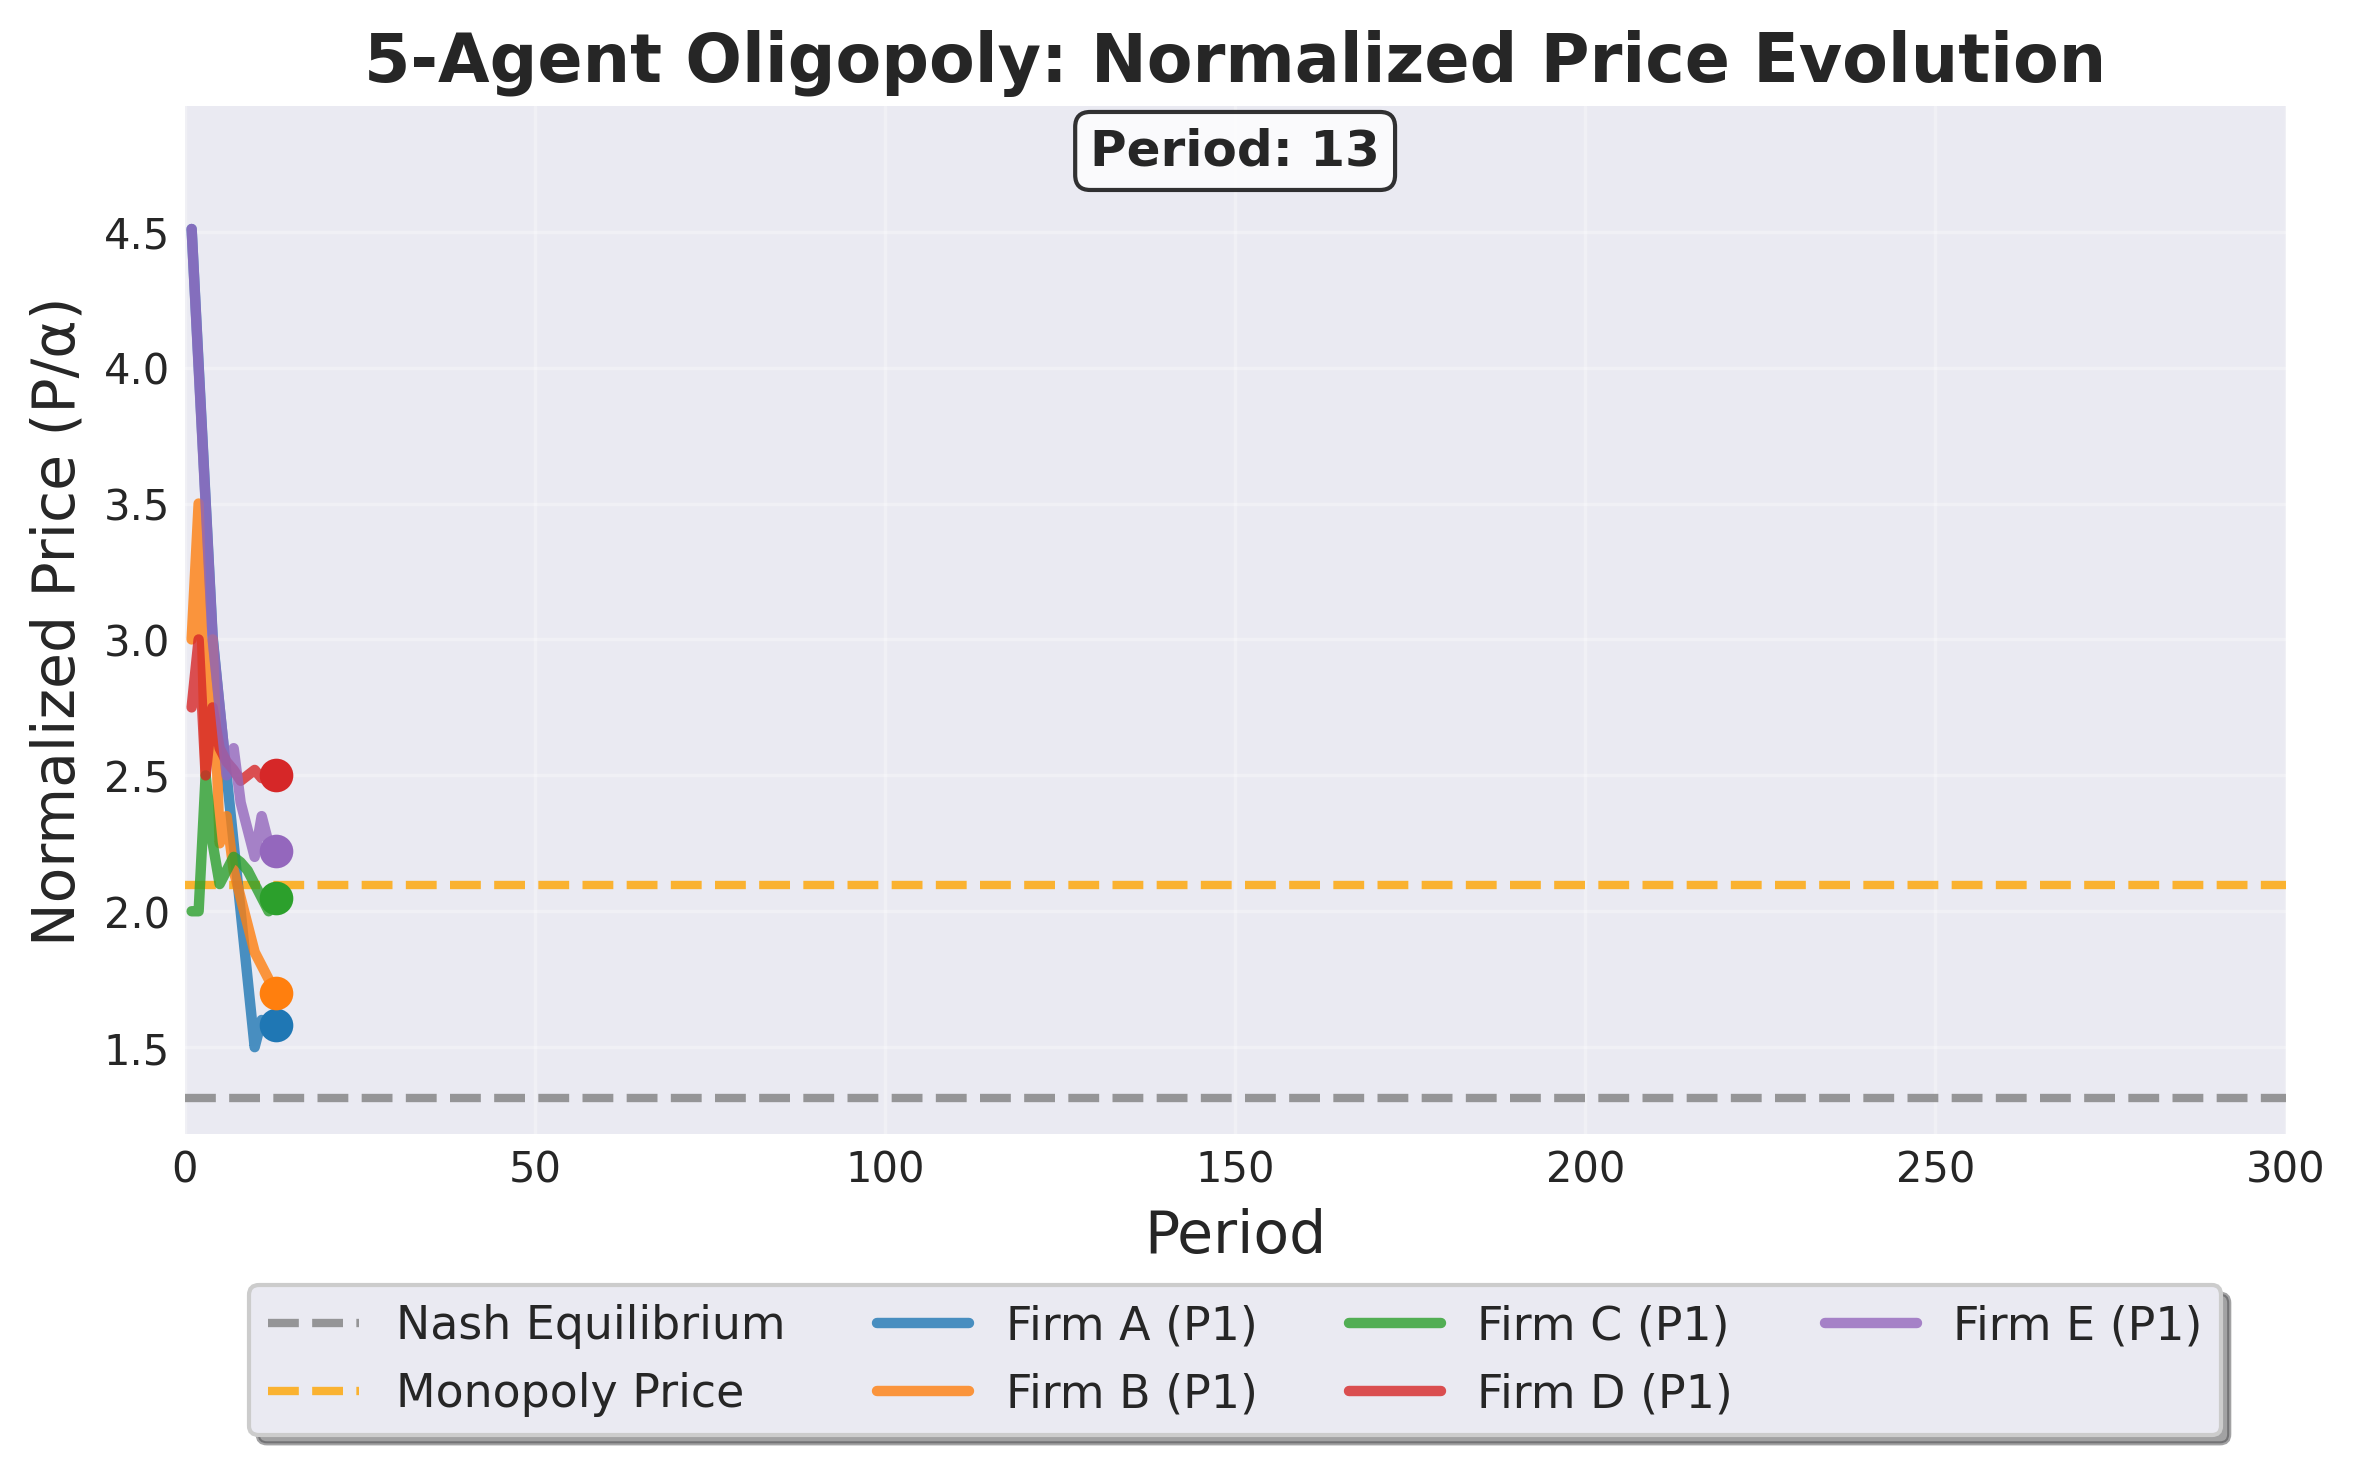 5-Agent Oligopoly: Normalized Price Evolution
Period: 13
Normalized Price (P/α)
4.5
4.0
3.5
3.0
2.5
2.0
1.5
0 50 100 150 200 250 300
Period
Nash Equilibrium Firm A (P1) Firm C (P1) Firm E (P1)
Monopoly Price Firm B (P1) Firm D (P1)